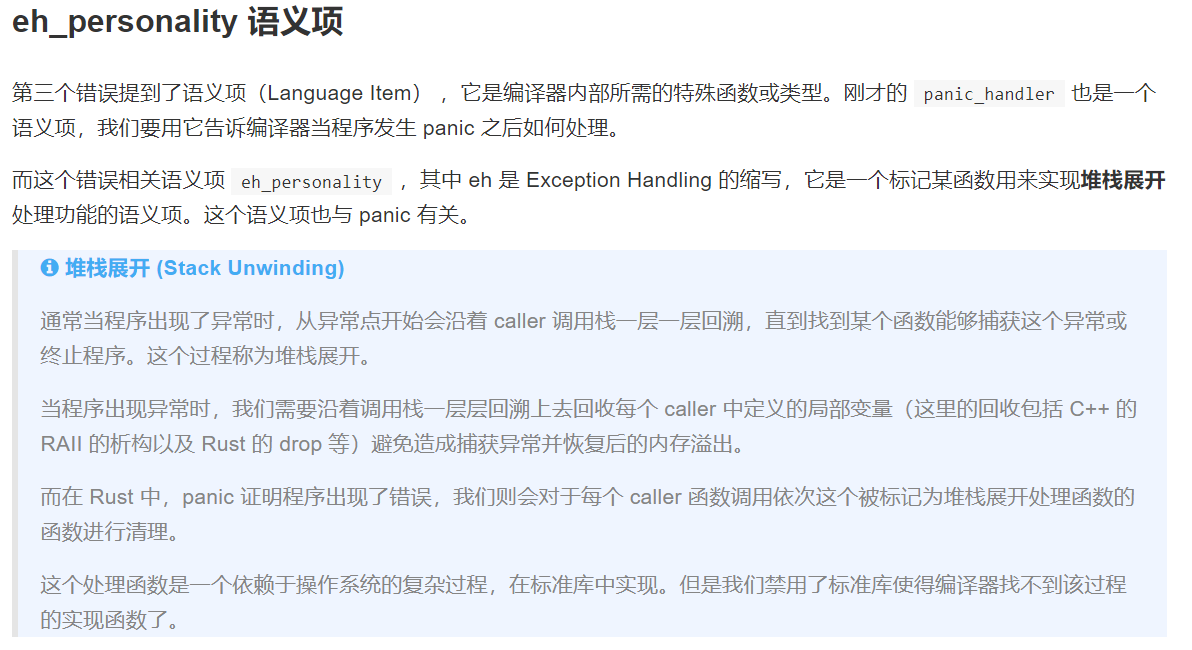 eh_personality 语义项
第三个错误提到了语义项（Language Item） ，它是编译器内部所需的特殊函数或类型。刚才的 panic_handler 也是一个
语义项，我们要用它告诉编译器当程序发生 panic 之后如何处理。
而这个错误相关语义项 eh_personality ，其中 eh 是 Exception Handling 的缩写，它是一个标记某函数用来实现堆栈展开
处理功能的语义项。这个语义项也与 panic 有关。
堆栈展开 (Stack Unwinding)
通常当程序出现了异常时，从异常点开始会沿着 caller 调用栈一层一层回溯，直到找到某个函数能够捕获这个异常或
终止程序。这个过程称为堆栈展开。
当程序出现异常时，我们需要沿着调用栈一层层回溯上去回收每个 caller 中定义的局部变量（这里的回收包括 C++ 的
RAII 的析构以及 Rust 的 drop 等）避免造成捕获异常并恢复后的内存溢出。
而在 Rust 中，panic 证明程序出现了错误，我们则会对于每个 caller 函数调用依次这个被标记为堆栈展开处理函数的
函数进行清理。
这个处理函数是一个依赖于操作系统的复杂过程，在标准库中实现。但是我们禁用了标准库使得编译器找不到该过程
的实现函数了。